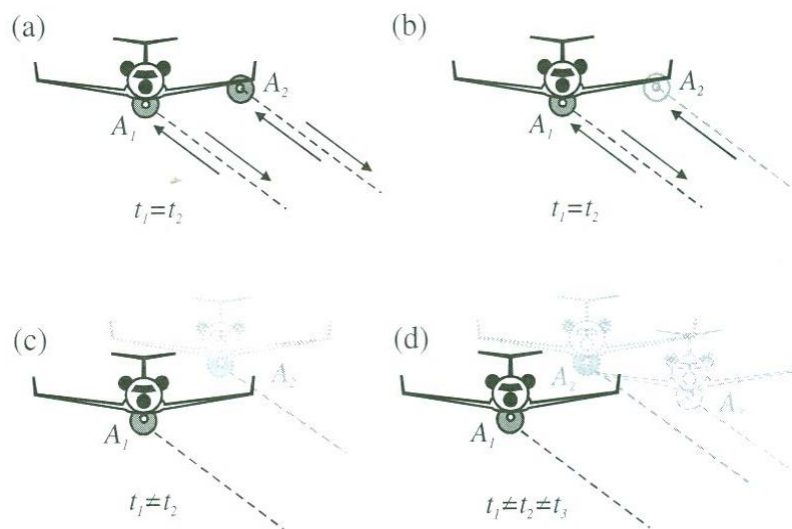 (a)
A₂
A₁
t₁=t₂
(b)
A₂
A₁
t₁=t₂
(c)
A₂
A₁
t₁≠t₂
(d)
A₂
A₁
t₁≠t₂≠t₃